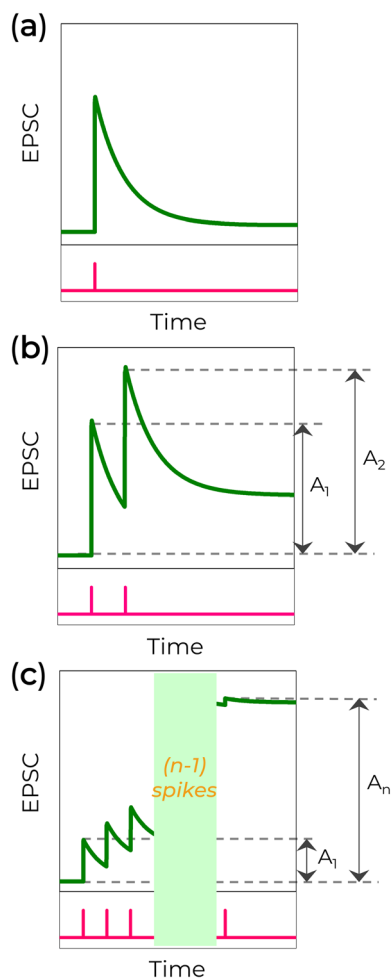 (a)
EPSC
Time
(b)
EPSC
A1
A2
Time
(c)
EPSC
(n-1)
spikes
A1
An
Time